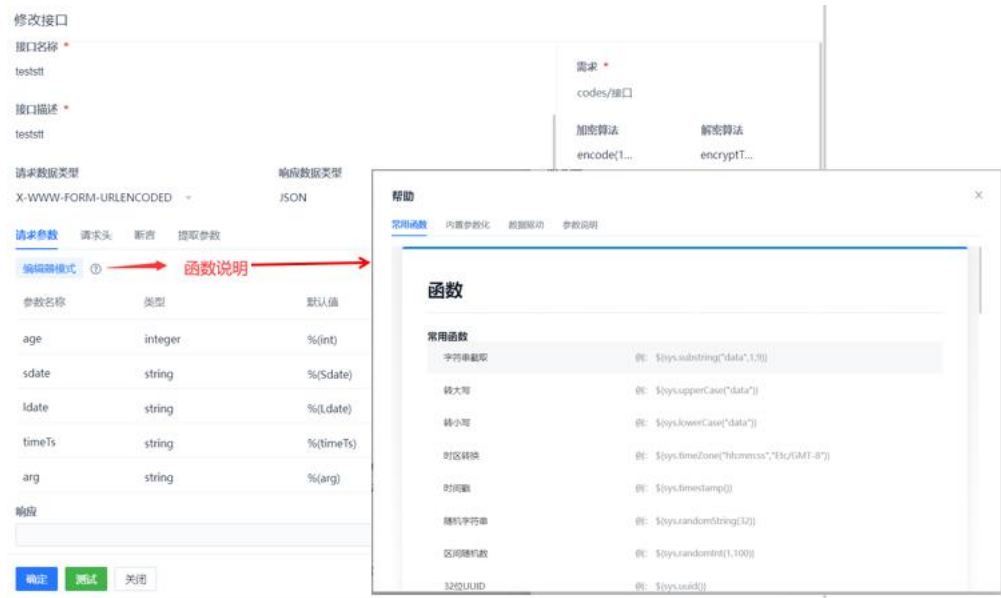 修改接口
接口名称 *
teststt
接口描述 *
teststt
请求数据类型
响应数据类型
X-WWW-FORM-URLENCODED
JSON
请求参数 请求头 断言 提取参数
编辑器模式
函数说明
参数名称 类型 默认值
age integer %(int)
sdate string %(Sdate)
ldate string %(Ldate)
timeTs string %(timeTs)
arg string %(arg)
响应
确定 测试 关闭
需求 *
codes/接口
加密算法 解密算法
encode(1... encryptT...
帮助
常用函数 内置参数化 数据驱动 参数说明
函数
常用函数
字符串截取 例: $(sys.substring("data",1,9))
转大写 例: $(sys.upperCase("data"))
转小写 例: $(sys.lowerCase("data"))
时区转换 例: $(sys.timeZone("hh:mm:ss","Etc/GMT-8"))
时间戳 例: $(sys.timestamp())
随机字符串 例: $(sys.randomString(32))
区间随机数 例: $(sys.randomInt(1,100))
32位UUID 例: $(sys.uuid())